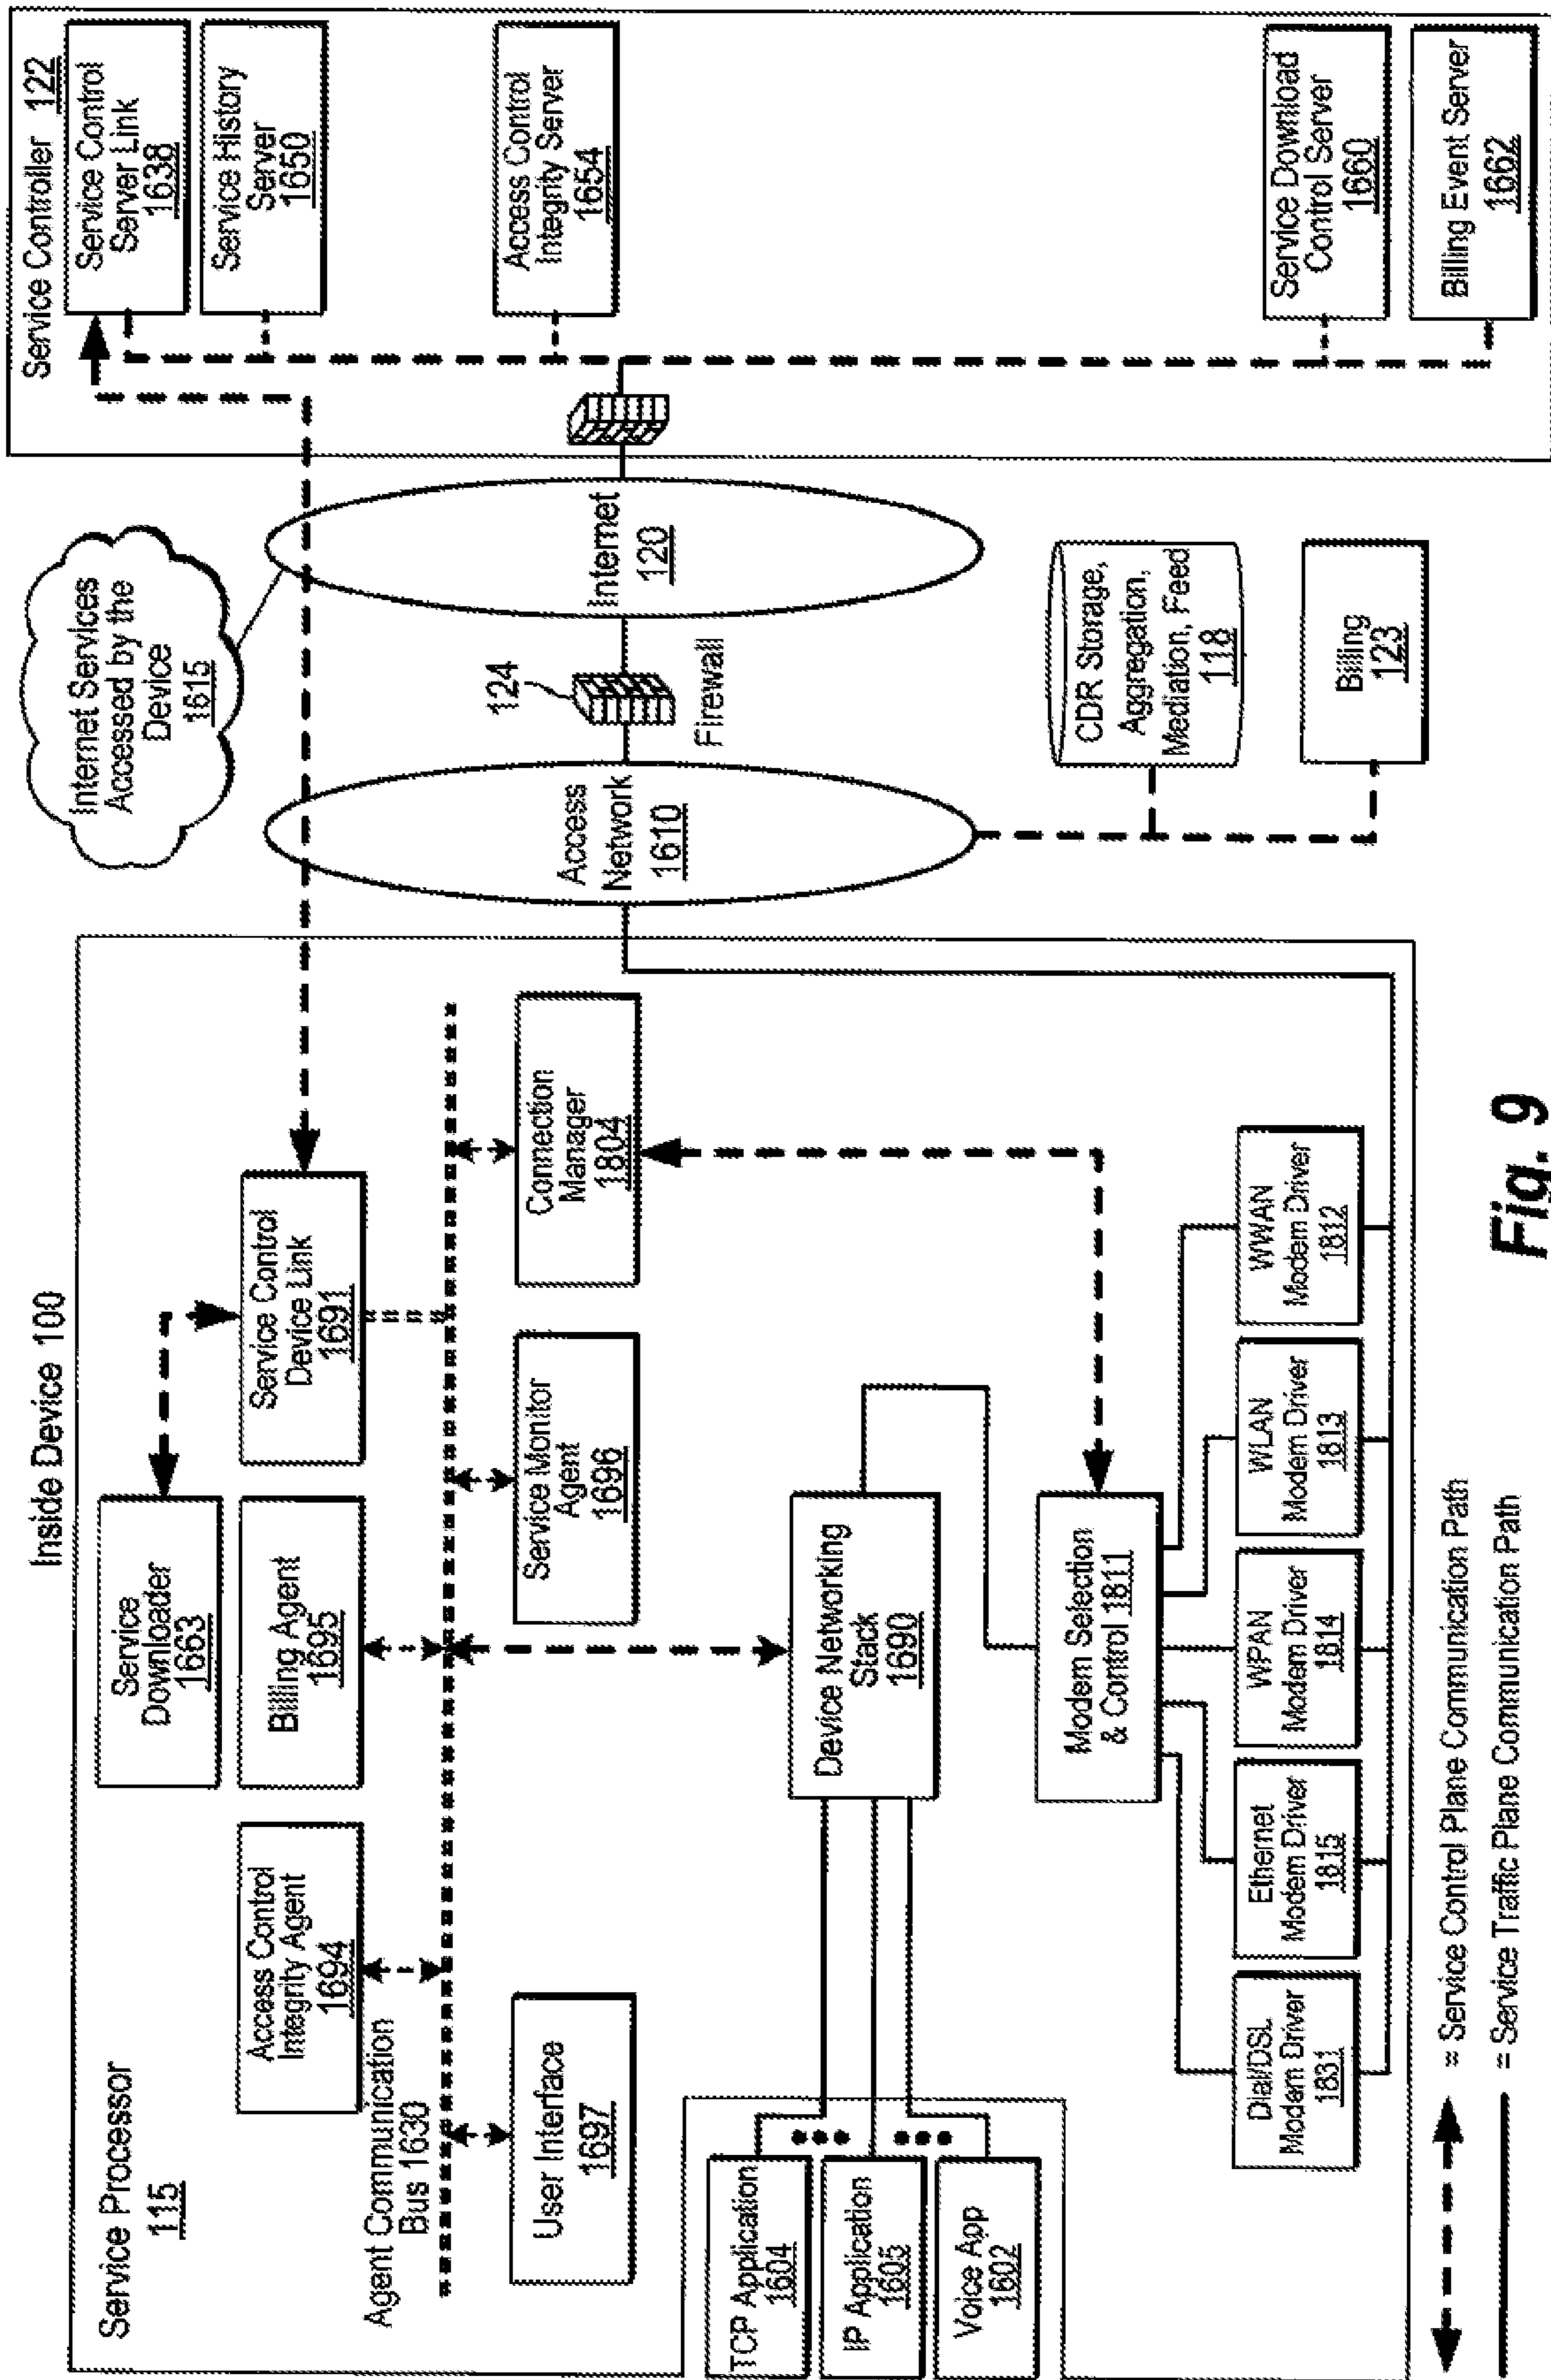 Inside Device 100
Service Processor
115
Service
Downloader
1663
Access Control
Integrity Agent
1694
Billing Agent
1695
Service Control
Device Link
1691
Agent Communication
Bus 1630
User Interface
1697
Service Monitor
Agent
1696
Connection
Manager
1804
TCP Application
1604
IP Application
1605
Voice App
1602
Device Networking
Stack
1690
Modem Selection
& Control 1811
Dial/DSL
Modem Driver
1831
Ethernet
Modem Driver
1815
WPAN
Modem Driver
1814
WLAN
Modem Driver
1813
WWAN
Modem Driver
1812
Internet Services
Accessed by the
Device
1615
Access
Network
1610
124
Firewall
Internet
120
CDR Storage,
Aggregation,
Mediation, Feed
118
Billing
123
Service Controller 122
Service Control
Server Link
1638
Service History
Server
1650
Access Control
Integrity Server
1654
Service Download
Control Server
1660
Billing Event Server
1662
= Service Control Plane Communication Path
= Service Traffic Plane Communication Path
Fig. 9